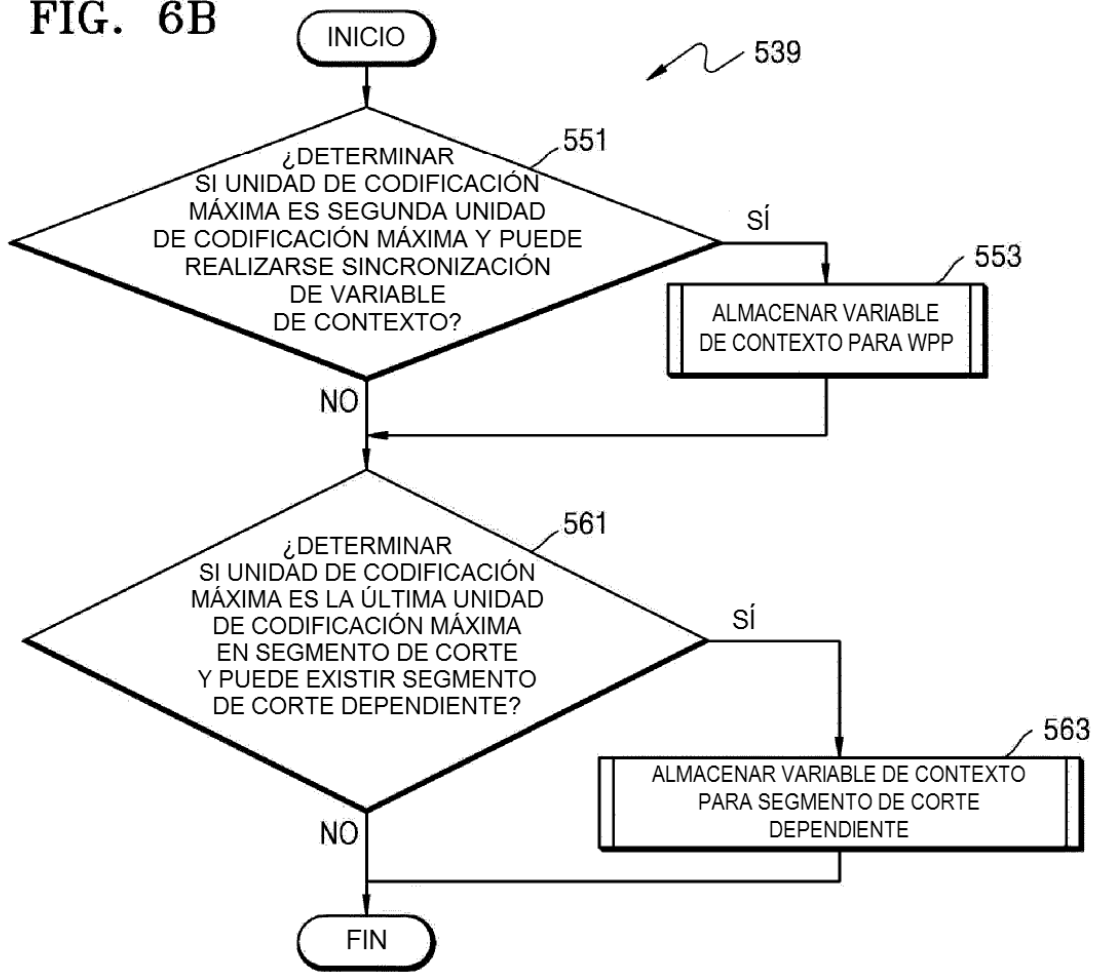 FIG. 6B
INICIO
539
551
¿DETERMINAR
SI UNIDAD DE CODIFICACIÓN
MÁXIMA ES SEGUNDA UNIDAD
DE CODIFICACIÓN MÁXIMA Y PUEDE
REALIZARSE SINCRONIZACIÓN
DE VARIABLE
DE CONTEXTO?
SÍ
553
ALMACENAR VARIABLE
DE CONTEXTO PARA WPP
NO
561
¿DETERMINAR
SI UNIDAD DE CODIFICACIÓN
MÁXIMA ES LA ÚLTIMA UNIDAD
DE CODIFICACIÓN MÁXIMA
EN SEGMENTO DE CORTE
Y PUEDE EXISTIR SEGMENTO
DE CORTE DEPENDIENTE?
SÍ
563
ALMACENAR VARIABLE DE CONTEXTO
PARA SEGMENTO DE CORTE
DEPENDIENTE
NO
FIN